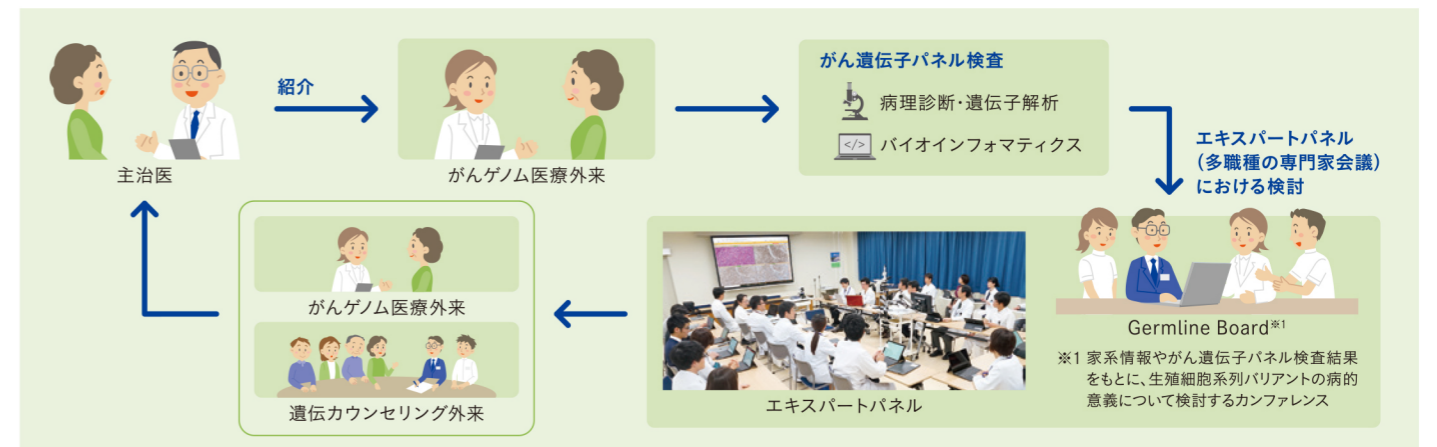 主治医
紹介
がんゲノム医療外来
がん遺伝子パネル検査
病理診断・遺伝子解析
</> バイオインフォマティクス
エキスパートパネル
（多職種の専門家会議）
における検討
Germline Board※1
※1 家系情報やがん遺伝子パネル検査結果
をもとに、生殖細胞系列バリアントの病的
意義について検討するカンファレンス
エキスパートパネル
がんゲノム医療外来
遺伝カウンセリング外来